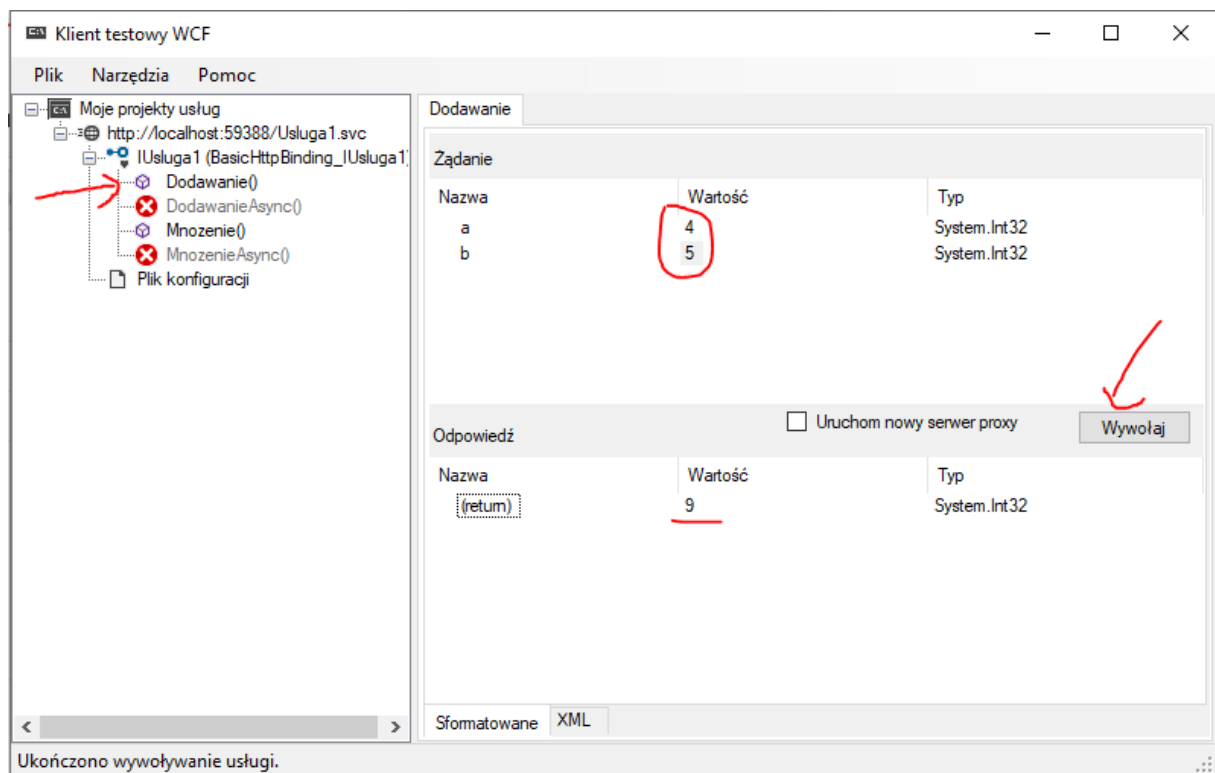 Klient testowy WCF
Plik Narzędzia Pomoc
Moje projekty usług
http://localhost:59388/Usluga1.svc
IUsluga1 (BasicHttpBinding_IUsluga1)
Dodawanie()
DodawanieAsync()
Mnozenie()
MnozenieAsync()
Plik konfiguracji
Dodawanie
Żądanie
Nazwa Wartość Typ
a 4 System.Int32
b 5 System.Int32
Odpowiedź Uruchom nowy serwer proxy Wywołaj
Nazwa Wartość Typ
(return) 9 System.Int32
Sformatowane XML
Ukończono wywoływanie usługi.